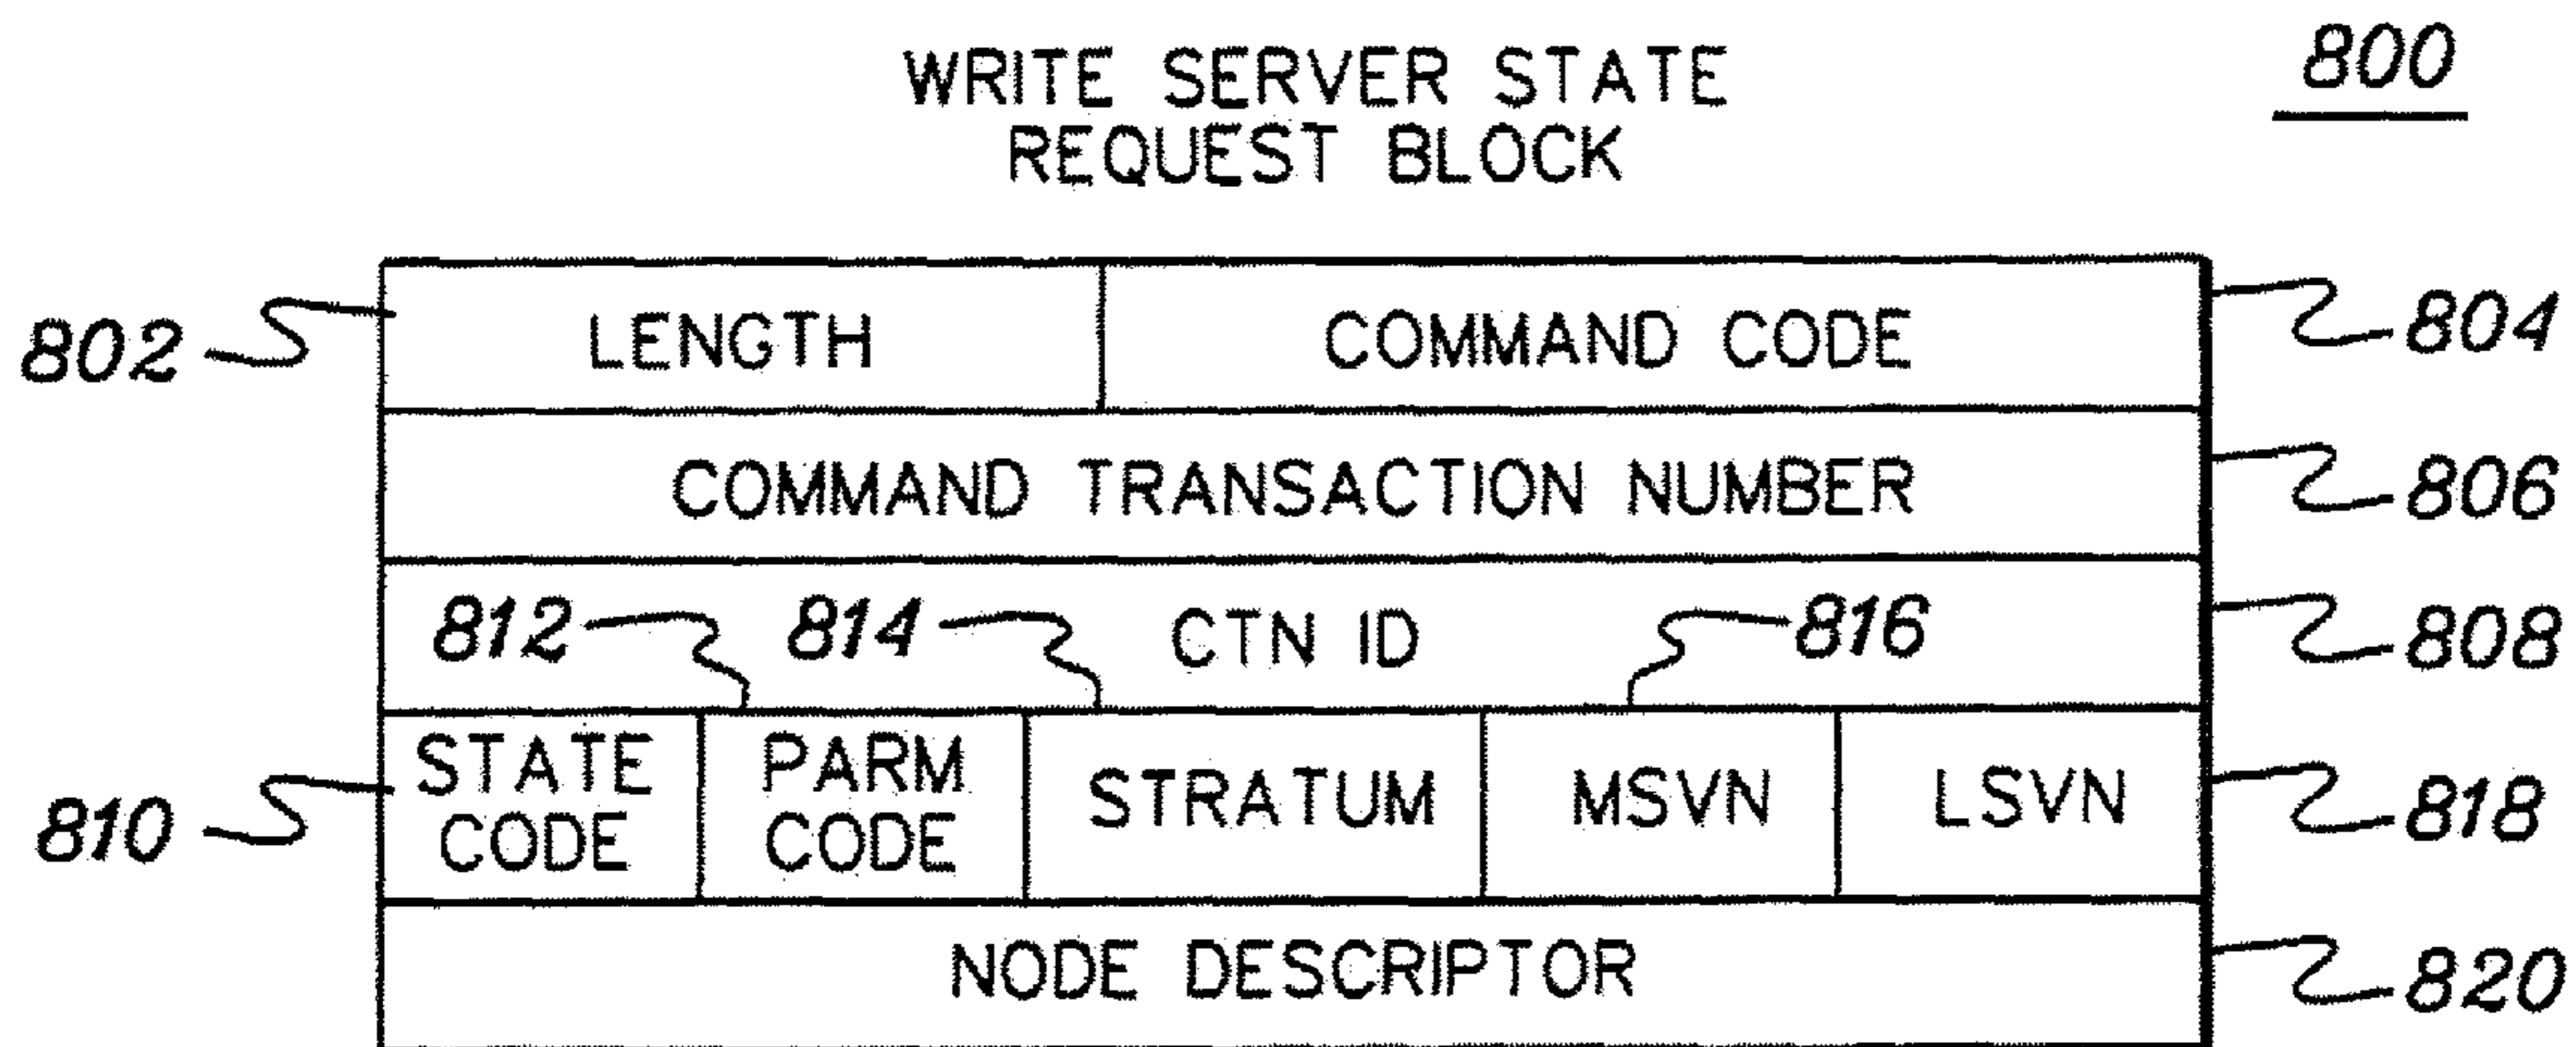 WRITE SERVER STATE
REQUEST BLOCK
800
802
LENGTH
COMMAND CODE
804
COMMAND TRANSACTION NUMBER
806
812
814
CTN ID
816
808
810
STATE
CODE
PARM
CODE
STRATUM
MSVN
LSVN
818
NODE DESCRIPTOR
820